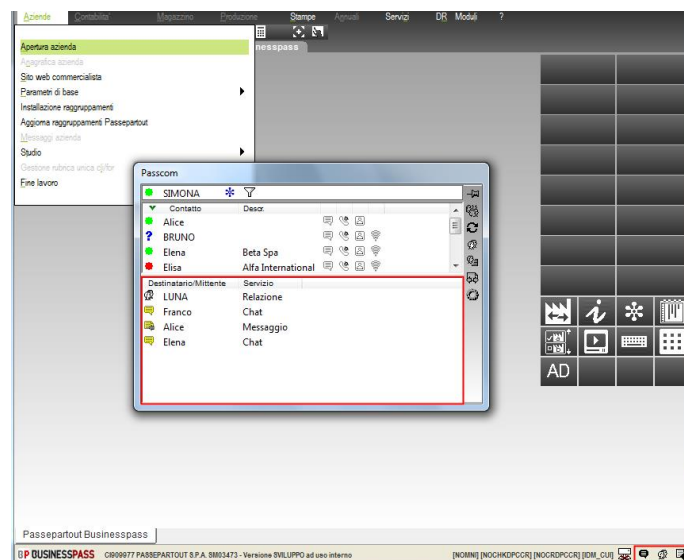 Aziende Contabilita' Magazzino Produzione Stampe Annuali Servizi DR Moduli ?
nesspass
Apertura azienda
Anagrafica azienda
Sito web commercialista
Parametri di base
Installazione raggruppamenti
Aggiorna raggruppamenti Passepartout
Messaggi azienda
Studio
Gestione rubrica unica cli/for
Fine lavoro
Passcom
SIMONA
Contatto Descr.
Alice
BRUNO
Elena Beta Spa
Elisa Alfa International
Destinatario/Mittente Servizio
LUNA Relazione
Franco Chat
Alice Messaggio
Elena Chat
AD
Passepartout Businesspass
BP BUSINESSPASS CI909977 PASSEPARTOUT S.P.A. SM03473 - Versione SVILUPPO ad uso interno [NOMNI] [NOCHKDPCCR] [NOCRDPCCR] [IDM_CUI]